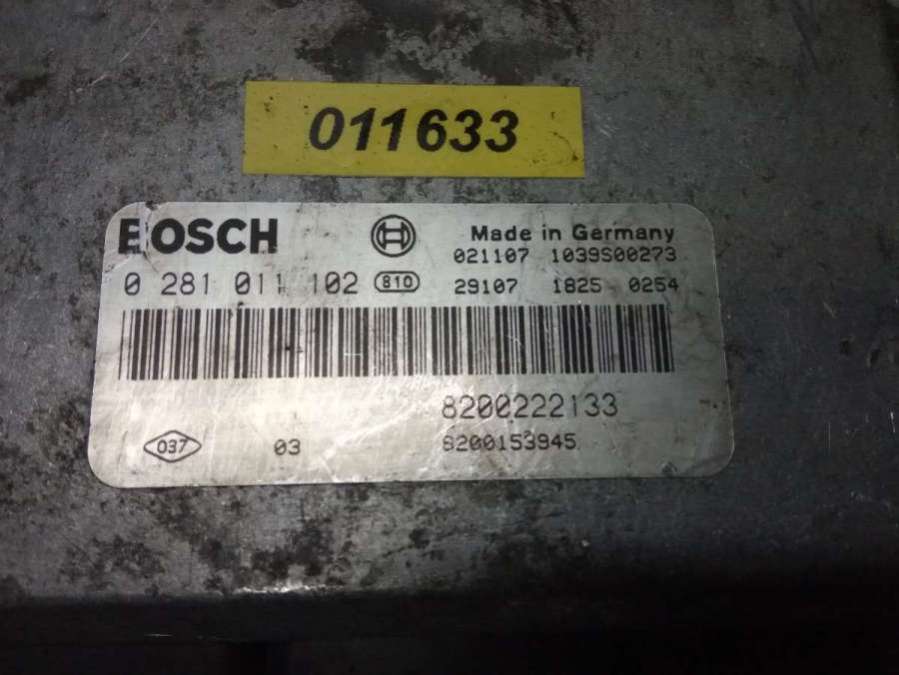 011633
BOSCH
Made in Germany
021107 1039S00273
0 281 011 102 810
29107 1825 0254
8200222133
037 03 8200153945